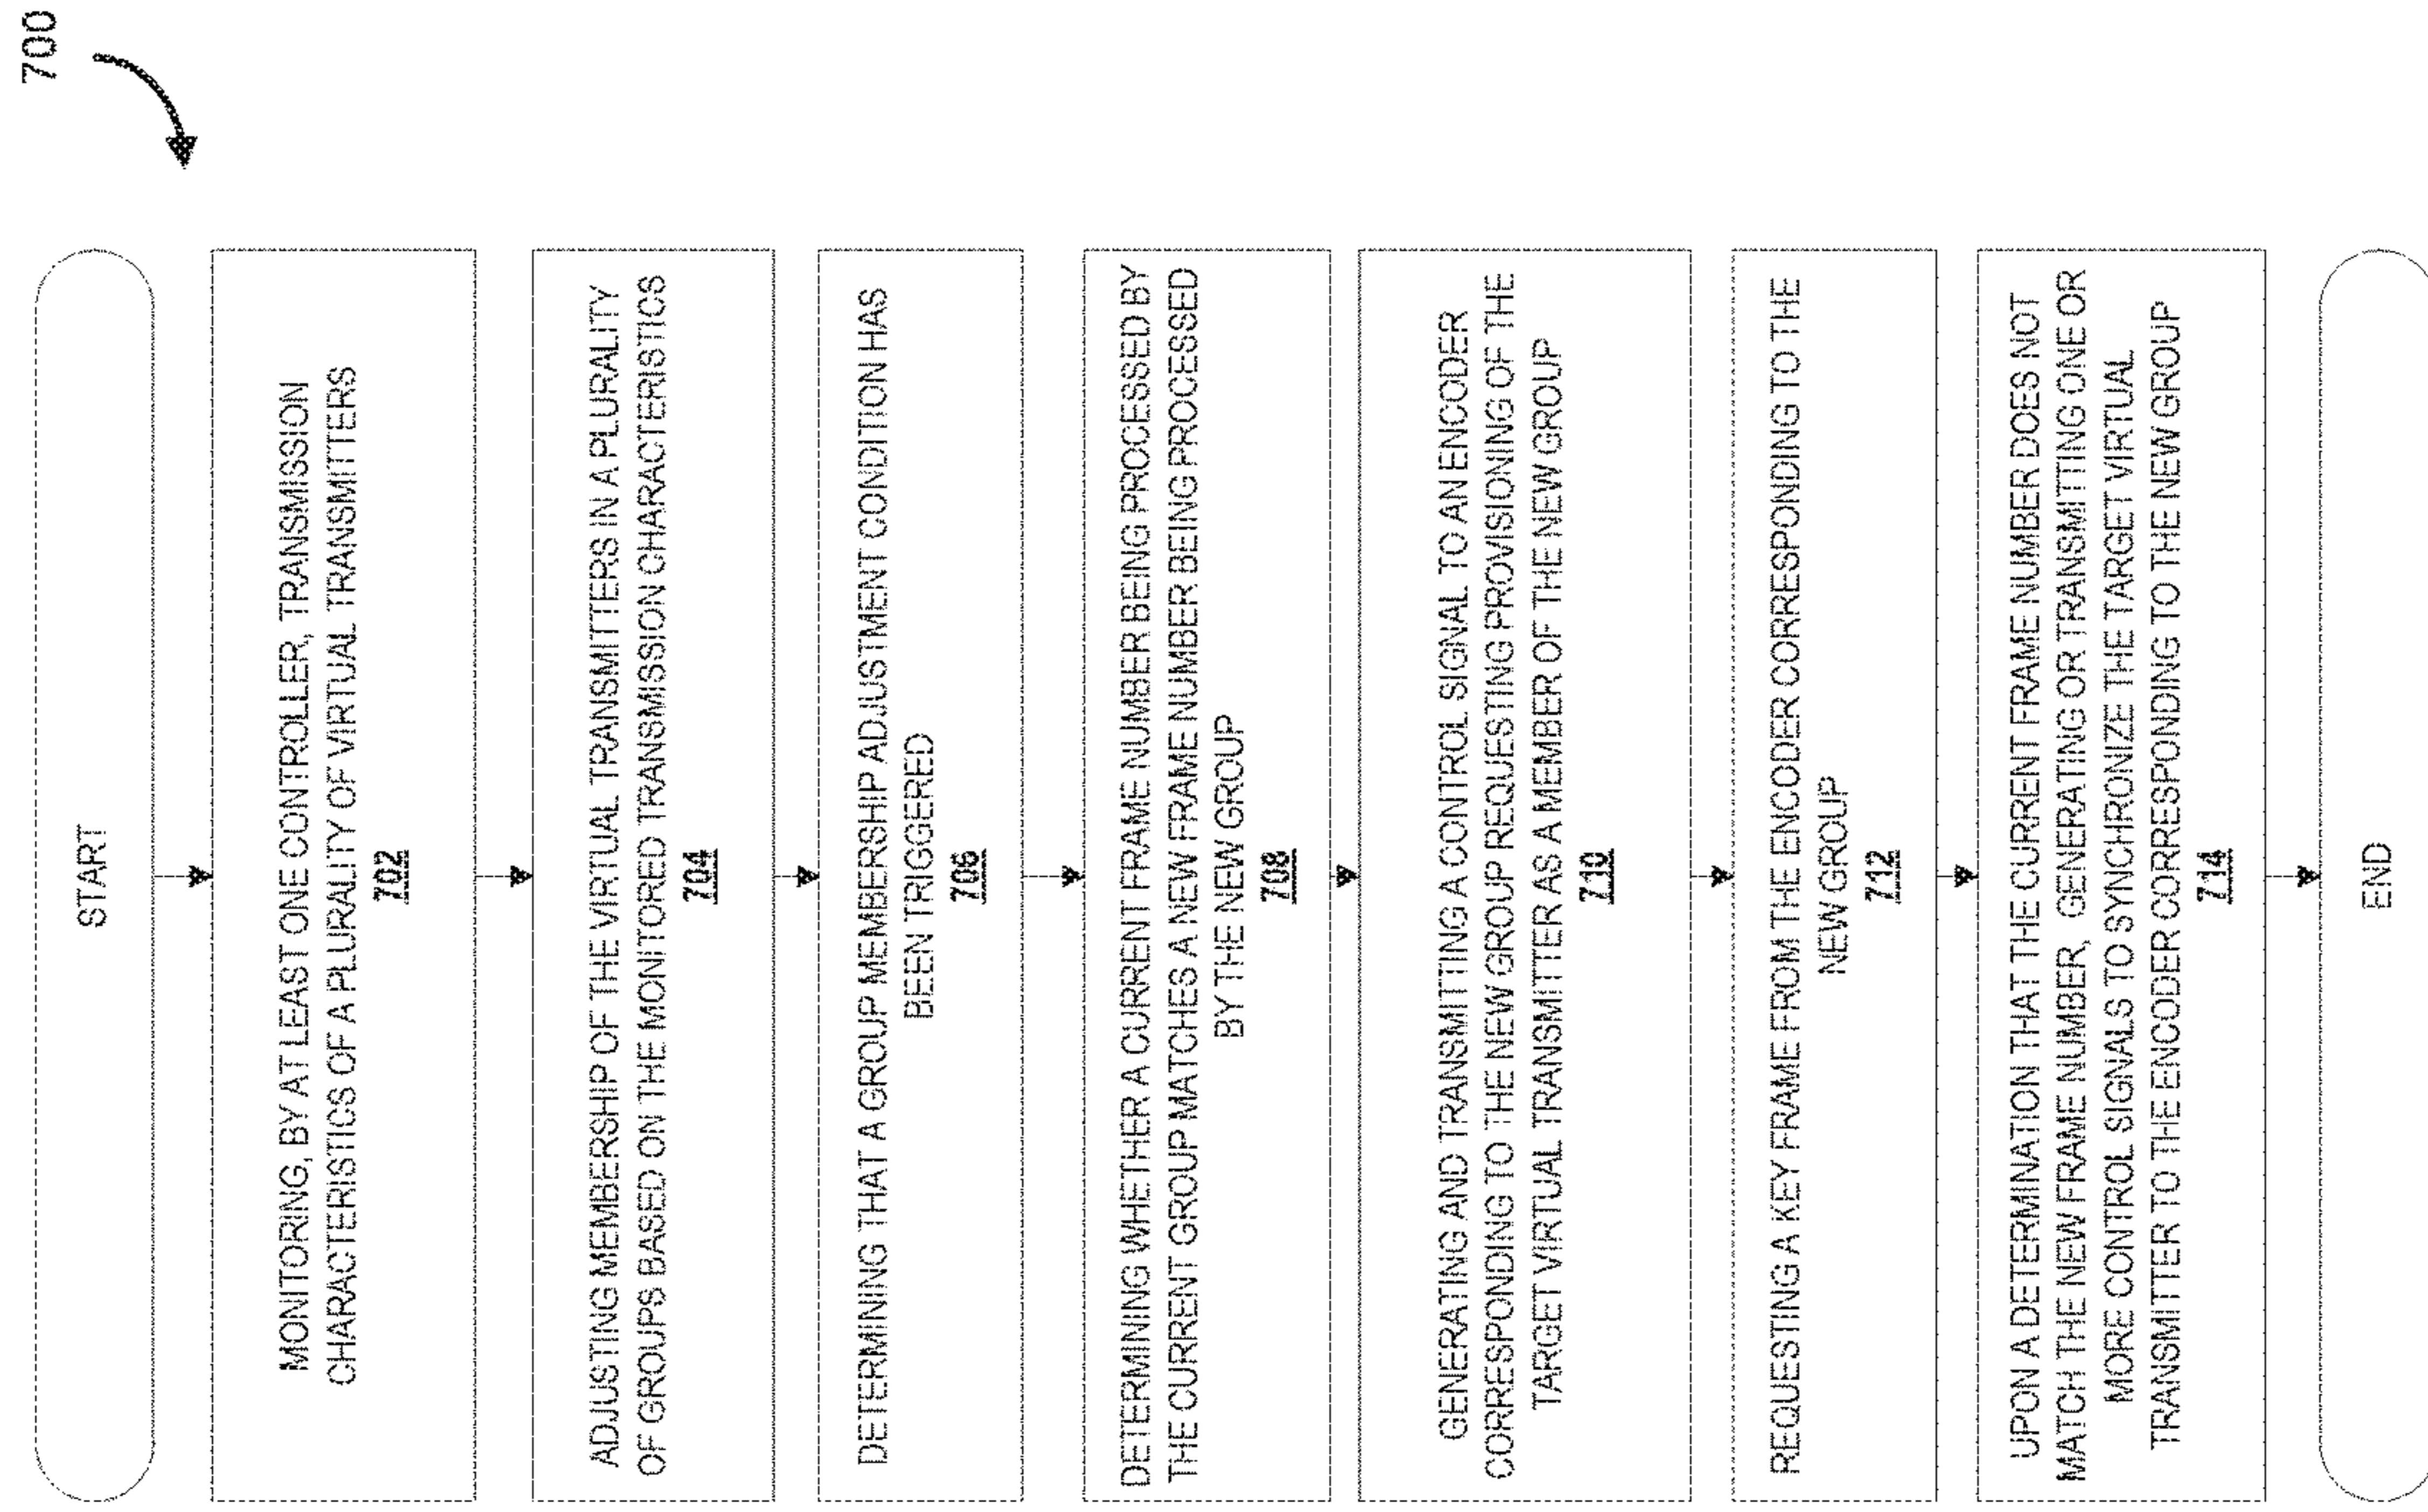 700
START
MONITORING, BY AT LEAST ONE CONTROLLER, TRANSMISSION
CHARACTERISTICS OF A PLURALITY OF VIRTUAL TRANSMITTERS
702
ADJUSTING MEMBERSHIP OF THE VIRTUAL TRANSMITTERS IN A PLURALITY
OF GROUPS BASED ON THE MONITORED TRANSMISSION CHARACTERISTICS
704
DETERMINING THAT A GROUP MEMBERSHIP ADJUSTMENT CONDITION HAS
BEEN TRIGGERED
706
DETERMINING WHETHER A CURRENT FRAME NUMBER BEING PROCESSED BY
THE CURRENT GROUP MATCHES A NEW FRAME NUMBER BEING PROCESSED
BY THE NEW GROUP
708
GENERATING AND TRANSMITTING A CONTROL SIGNAL TO AN ENCODER
CORRESPONDING TO THE NEW GROUP REQUESTING PROVISIONING OF THE
TARGET VIRTUAL TRANSMITTER AS A MEMBER OF THE NEW GROUP
710
REQUESTING A KEY FRAME FROM THE ENCODER CORRESPONDING TO THE
NEW GROUP
712
UPON A DETERMINATION THAT THE CURRENT FRAME NUMBER DOES NOT
MATCH THE NEW FRAME NUMBER, GENERATING OR TRANSMITTING ONE OR
MORE CONTROL SIGNALS TO SYNCHRONIZE THE TARGET VIRTUAL
TRANSMITTER TO THE ENCODER CORRESPONDING TO THE NEW GROUP
714
END